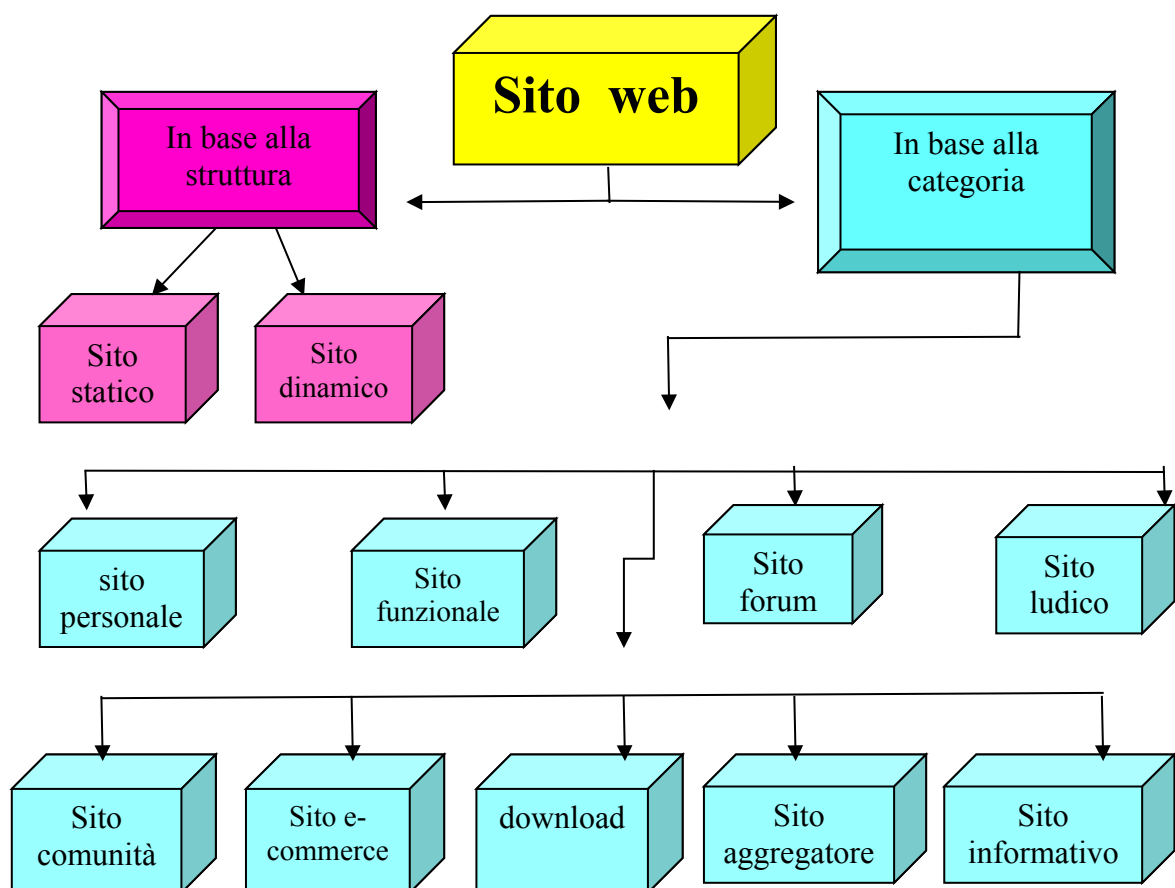 Sito web
In base alla
struttura
In base alla
categoria
Sito
statico
Sito
dinamico
sito
personale
Sito
funzionale
Sito
forum
Sito
ludico
Sito
comunità
Sito e-
commerce
download
Sito
aggregatore
Sito
informativo